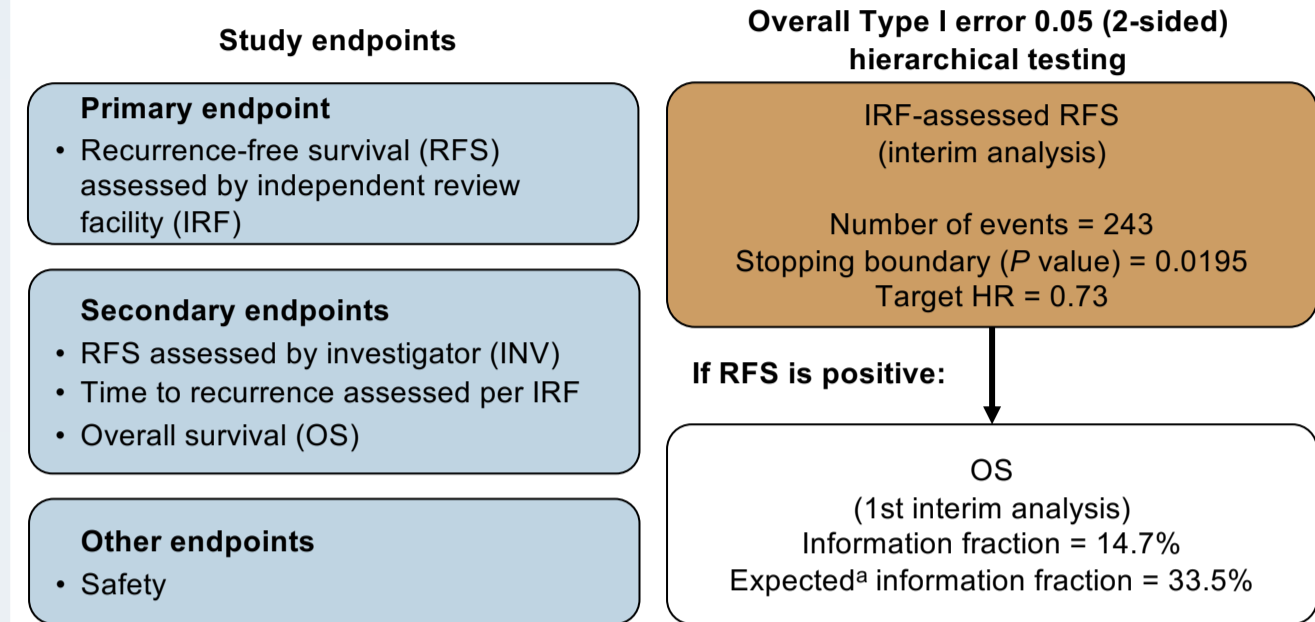 Study endpoints
Primary endpoint
• Recurrence-free survival (RFS)
assessed by independent review
facility (IRF)
Secondary endpoints
• RFS assessed by investigator (INV)
• Time to recurrence assessed per IRF
• Overall survival (OS)
Other endpoints
• Safety
Overall Type I error 0.05 (2-sided)
hierarchical testing
IRF-assessed RFS
(interim analysis)
Number of events = 243
Stopping boundary (P value) = 0.0195
Target HR = 0.73
If RFS is positive:
OS
(1st interim analysis)
Information fraction = 14.7%
Expectedᵃ information fraction = 33.5%